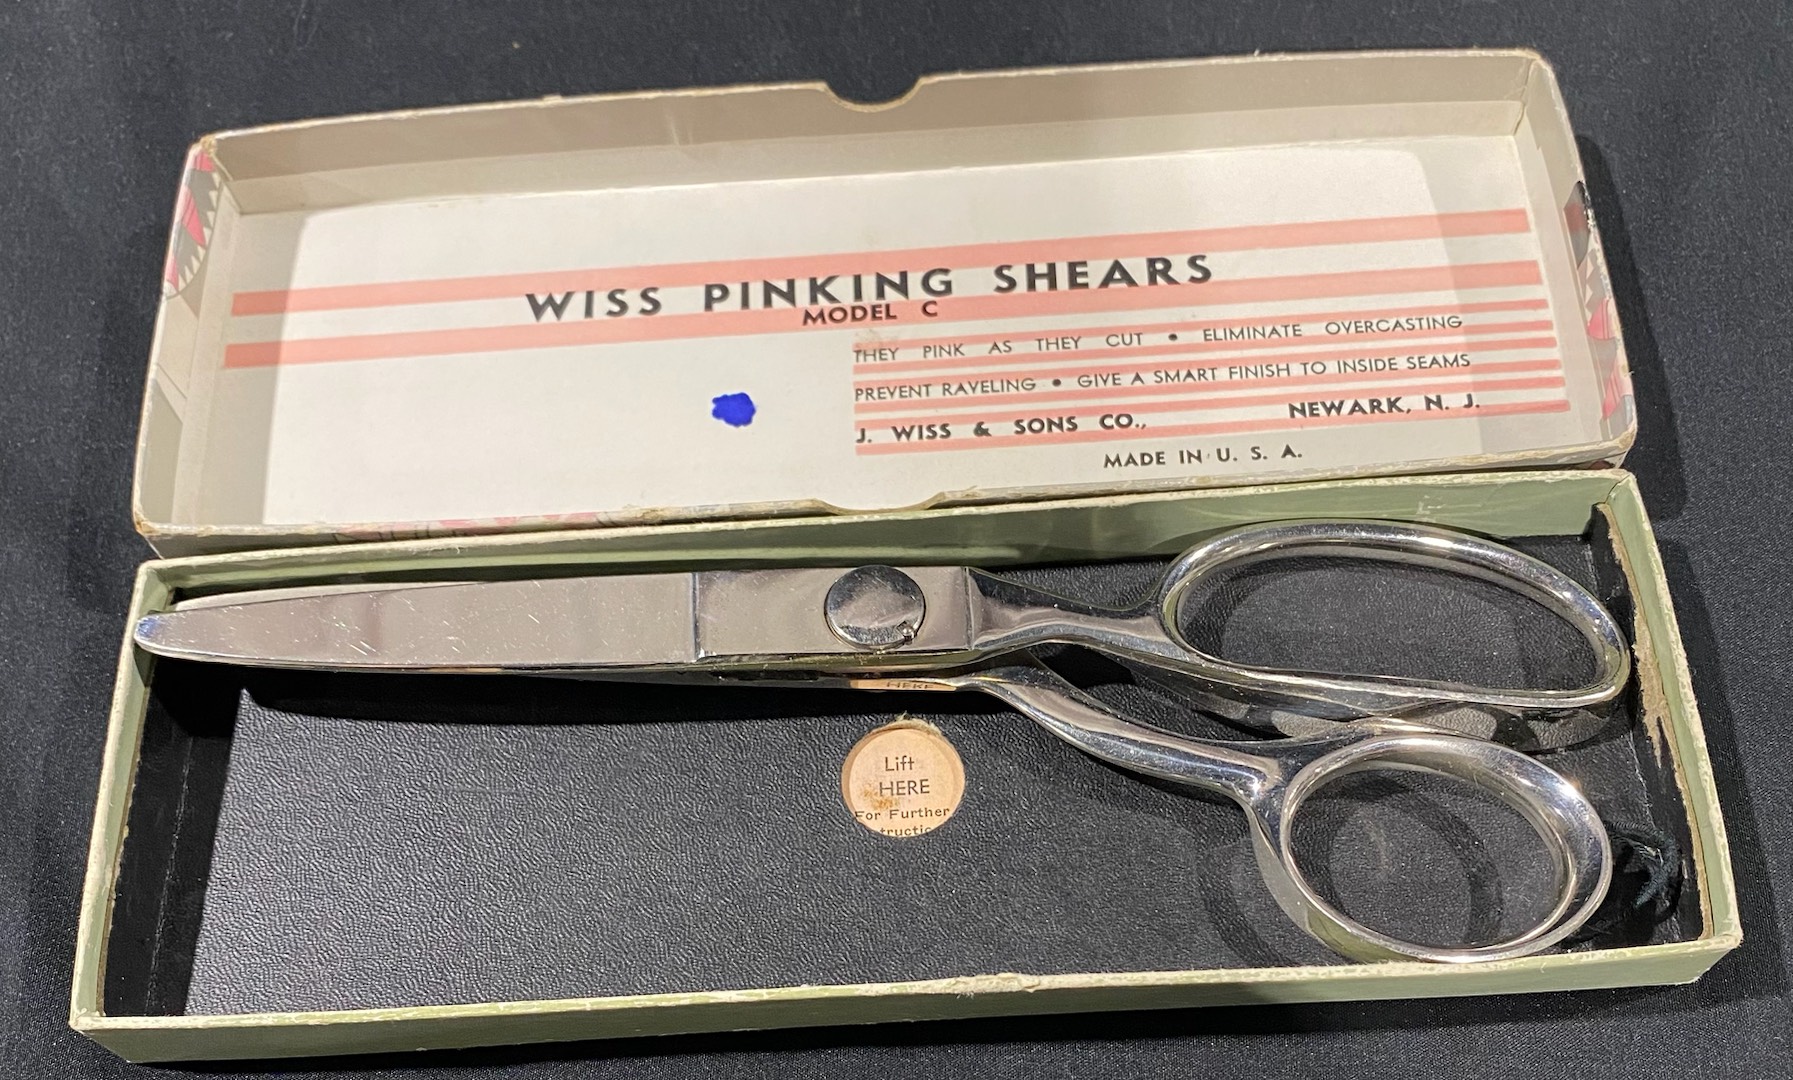 WISS PINKING SHEARS
MODEL C
THEY PINK AS THEY CUT • ELIMINATE OVERCASTING
PREVENT RAVELING • GIVE A SMART FINISH TO INSIDE SEAMS
J. WISS & SONS CO., NEWARK, N. J.
MADE IN U. S. A.
HERE
Lift
HERE
For Further